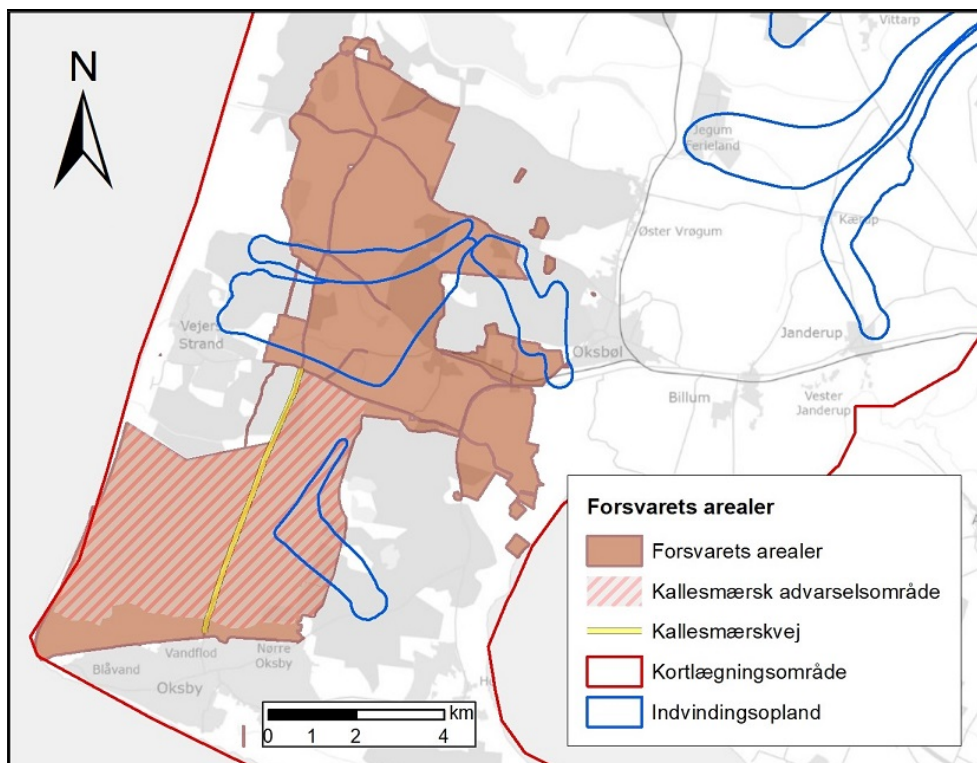 Vittarp
N
Jegum
Ferieland
Kærup
Øster Vrøgum
Vejers
Strand
Janderup
Oksbøl
Billum
Vester
Janderup
Forsvarets arealer
Forsvarets arealer
Kallesmærsk advarselsområde
Kallesmærskvej
Kortlægningsområde
Indvindingsopland
Vandflod
Nørre
Oksby
Blåvand
Oksby
km
0 1 2 4